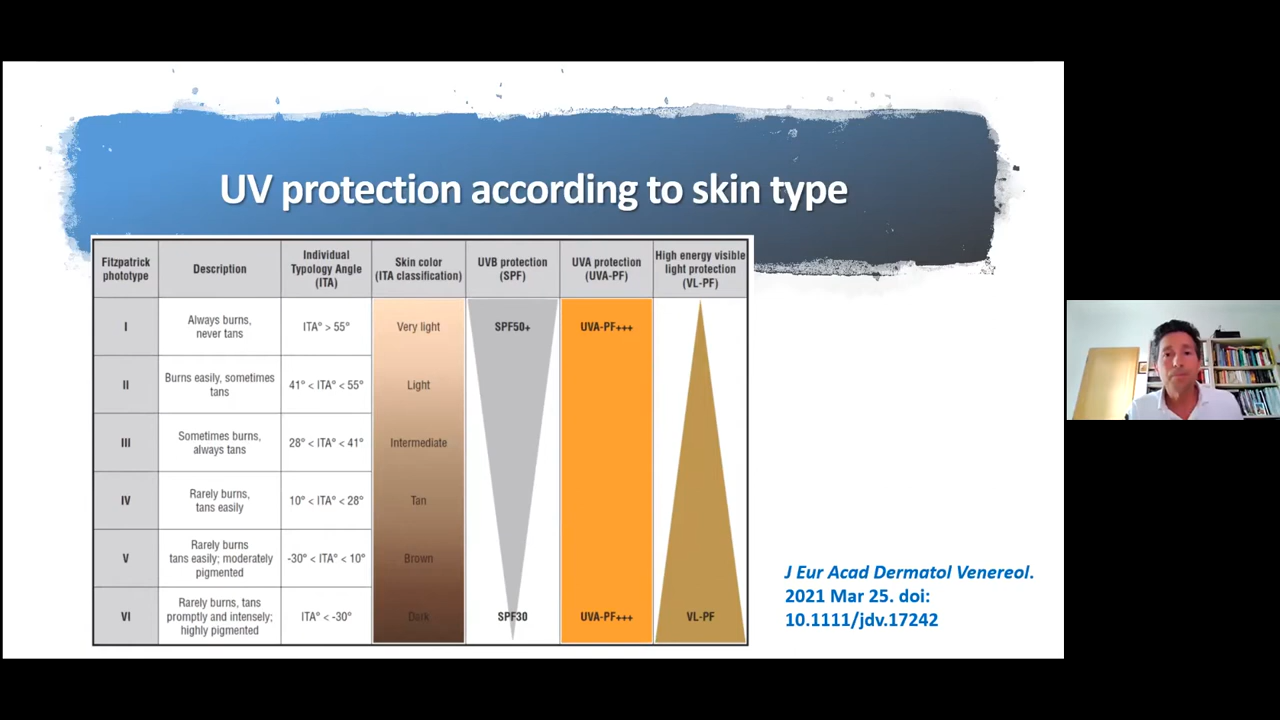 UV protection according to skin type
Fitzpatrick
phototype
Description
Individual
Typology Angle
(ITA)
Skin color
(ITA classification)
UVB protection
(SPF)
UVA protection
(UVA-PF)
High energy visible
light protection
(VL-PF)
I
Always burns,
never tans
ITA° > 55°
Very light
SPF50+
UVA-PF+++
II
Burns easily, sometimes
tans
41° < ITA° < 55°
Light
III
Sometimes burns,
always tans
28° < ITA° < 41°
Intermediate
IV
Rarely burns,
tans easily
10° < ITA° < 28°
Tan
V
Rarely burns
tans easily; moderately
pigmented
-30° < ITA° < 10°
Brown
VI
Rarely burns, tans
promptly and intensely;
highly pigmented
ITA° < -30°
Dark
SPF30
UVA-PF+++
VL-PF
J Eur Acad Dermatol Venereol.
2021 Mar 25. doi:
10.1111/jdv.17242